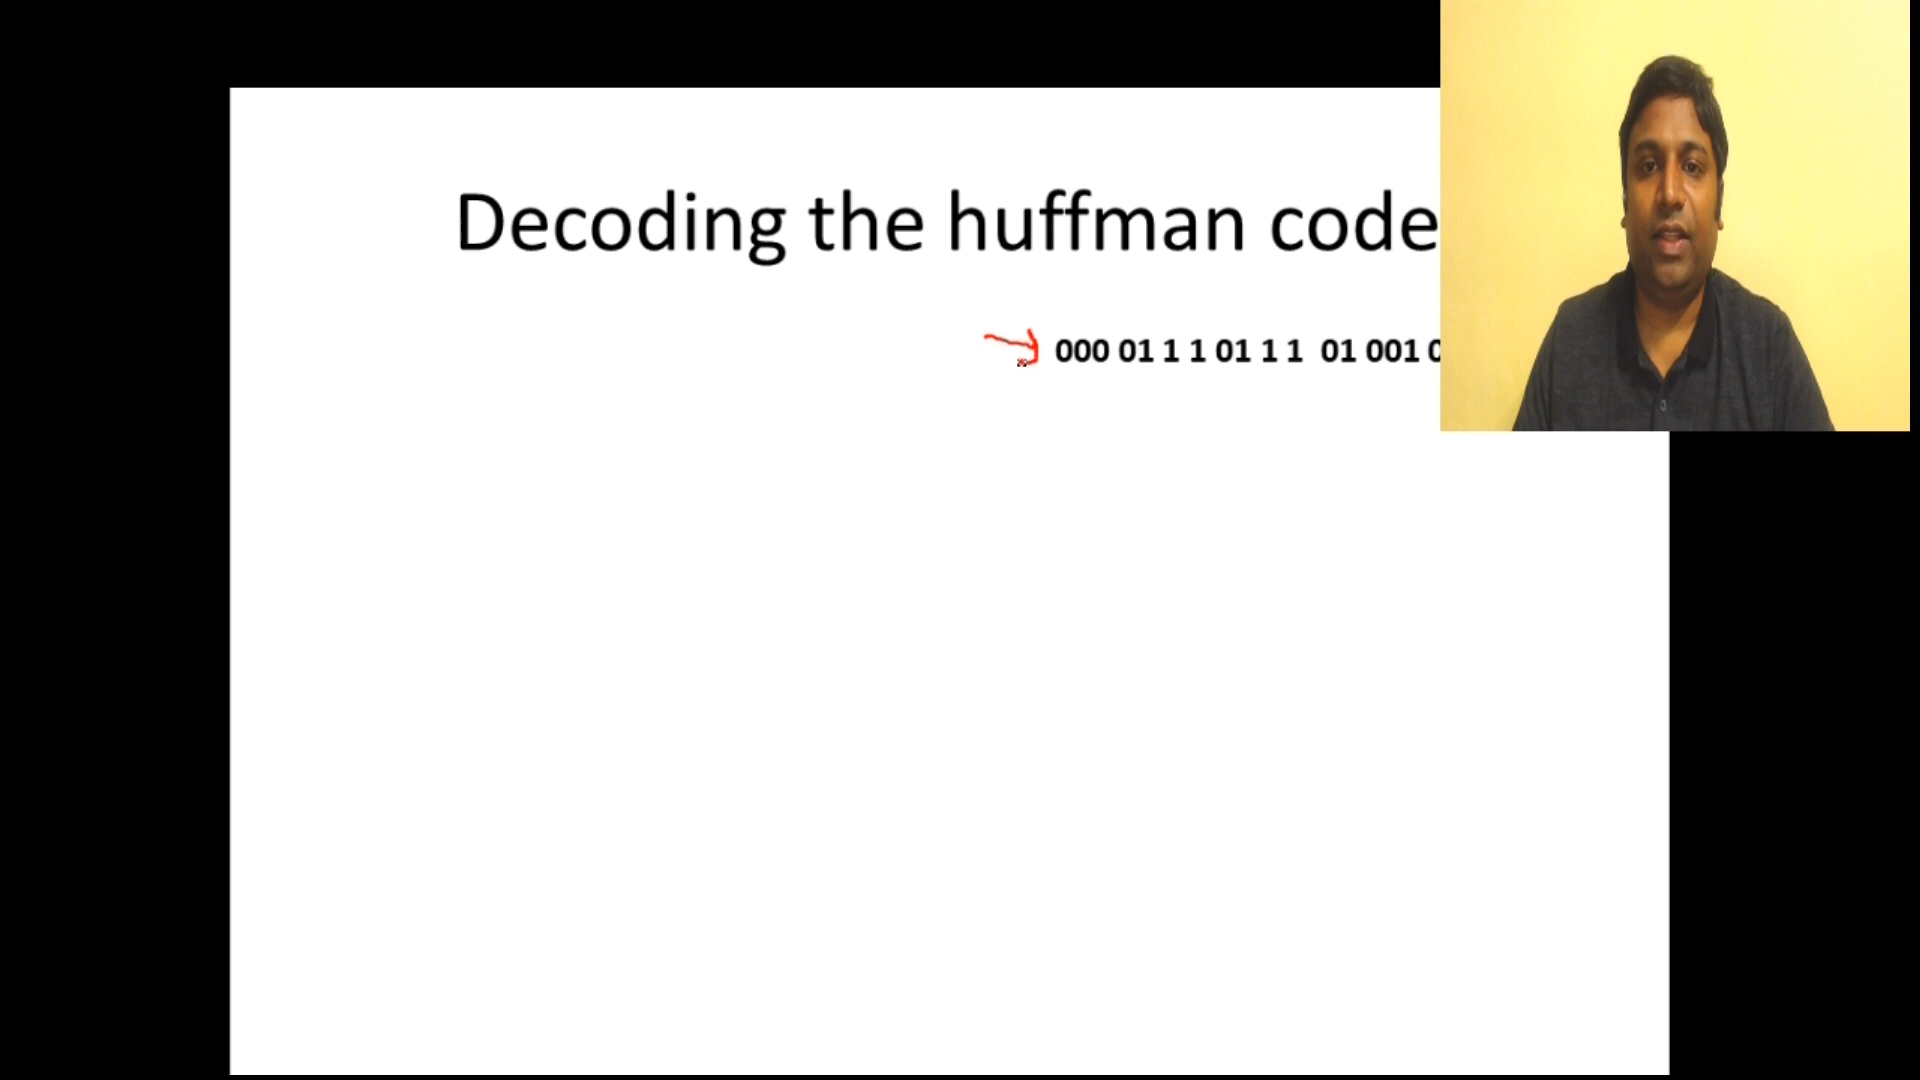 Decoding the huffman code
000 01 1 1 01 1 1 01 001 0